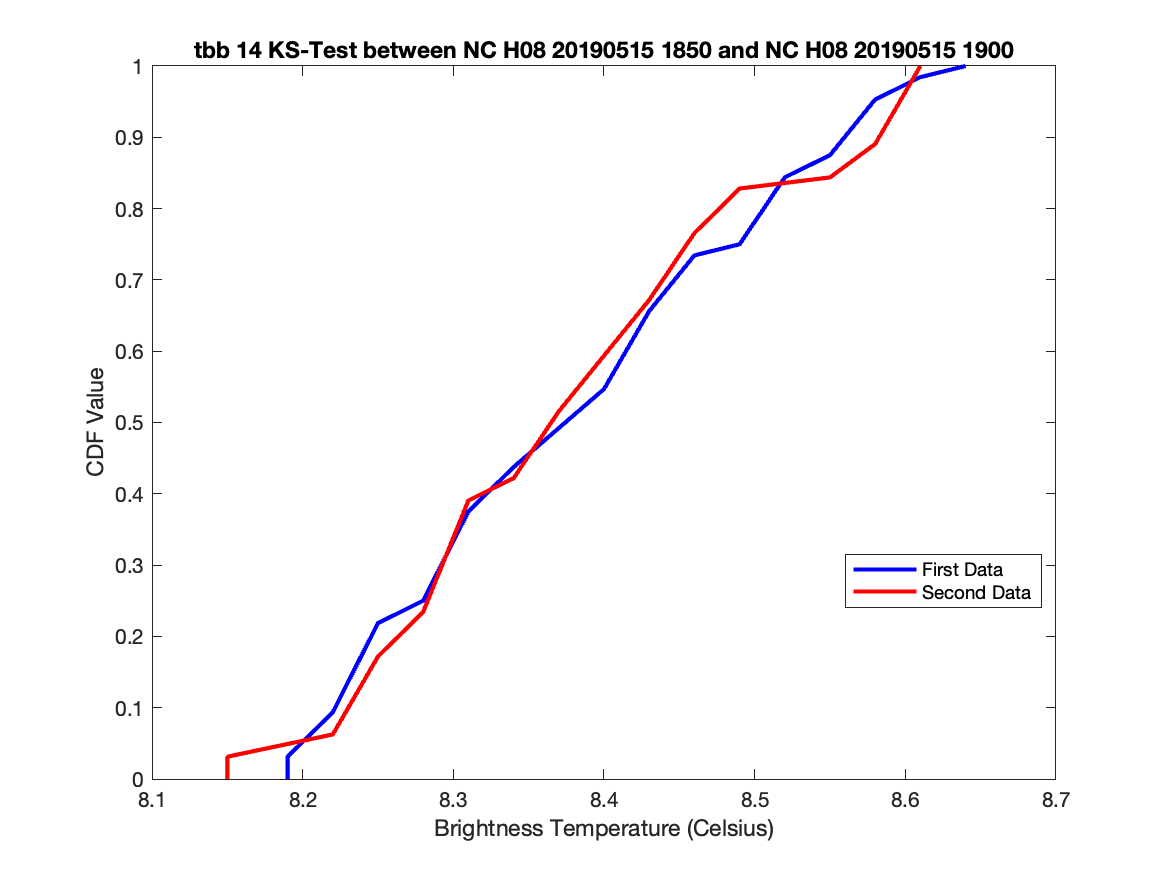 tbb 14 KS-Test between NC H08 20190515 1850 and NC H08 20190515 1900
1
0.9
0.8
0.7
0.6
0.5
0.4
0.3
0.2
0.1
0
CDF Value
First Data
Second Data
8.1 8.2 8.3 8.4 8.5 8.6 8.7
Brightness Temperature (Celsius)